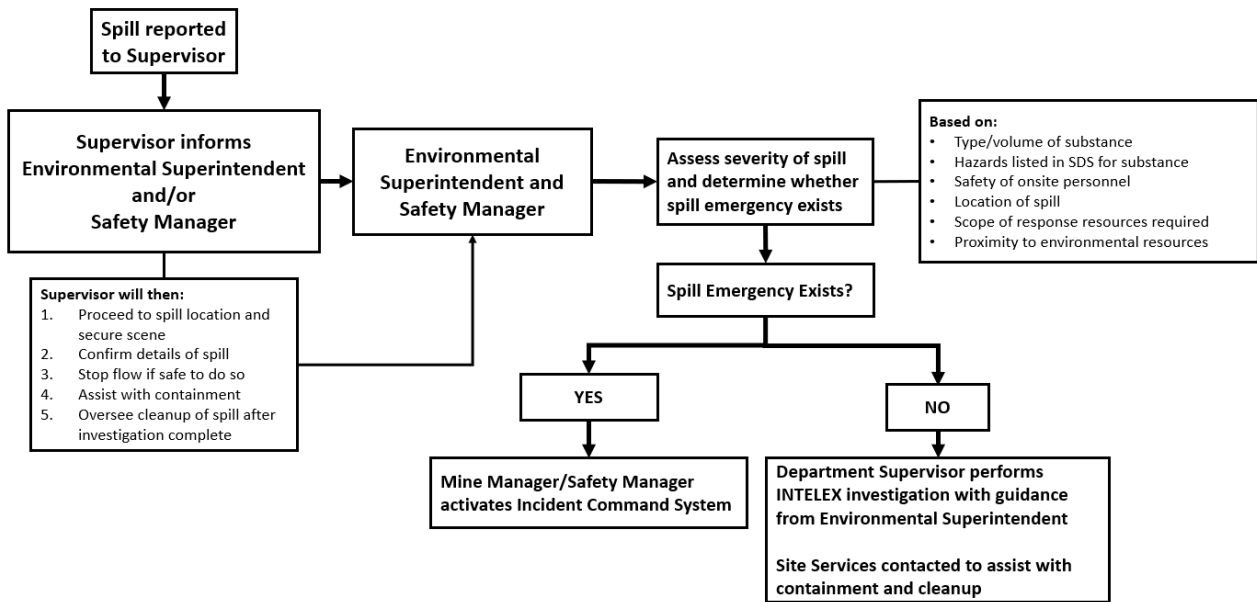 Spill reported
to Supervisor
Supervisor informs
Environmental Superintendent
and/or
Safety Manager
Supervisor will then:
1. Proceed to spill location and
secure scene
2. Confirm details of spill
3. Stop flow if safe to do so
4. Assist with containment
5. Oversee cleanup of spill after
investigation complete
Environmental
Superintendent and
Safety Manager
Assess severity of spill
and determine whether
spill emergency exists
Based on:
• Type/volume of substance
• Hazards listed in SDS for substance
• Safety of onsite personnel
• Location of spill
• Scope of response resources required
• Proximity to environmental resources
Spill Emergency Exists?
YES
Mine Manager/Safety Manager
activates Incident Command System
NO
Department Supervisor performs
INTELEX investigation with guidance
from Environmental Superintendent
Site Services contacted to assist with
containment and cleanup